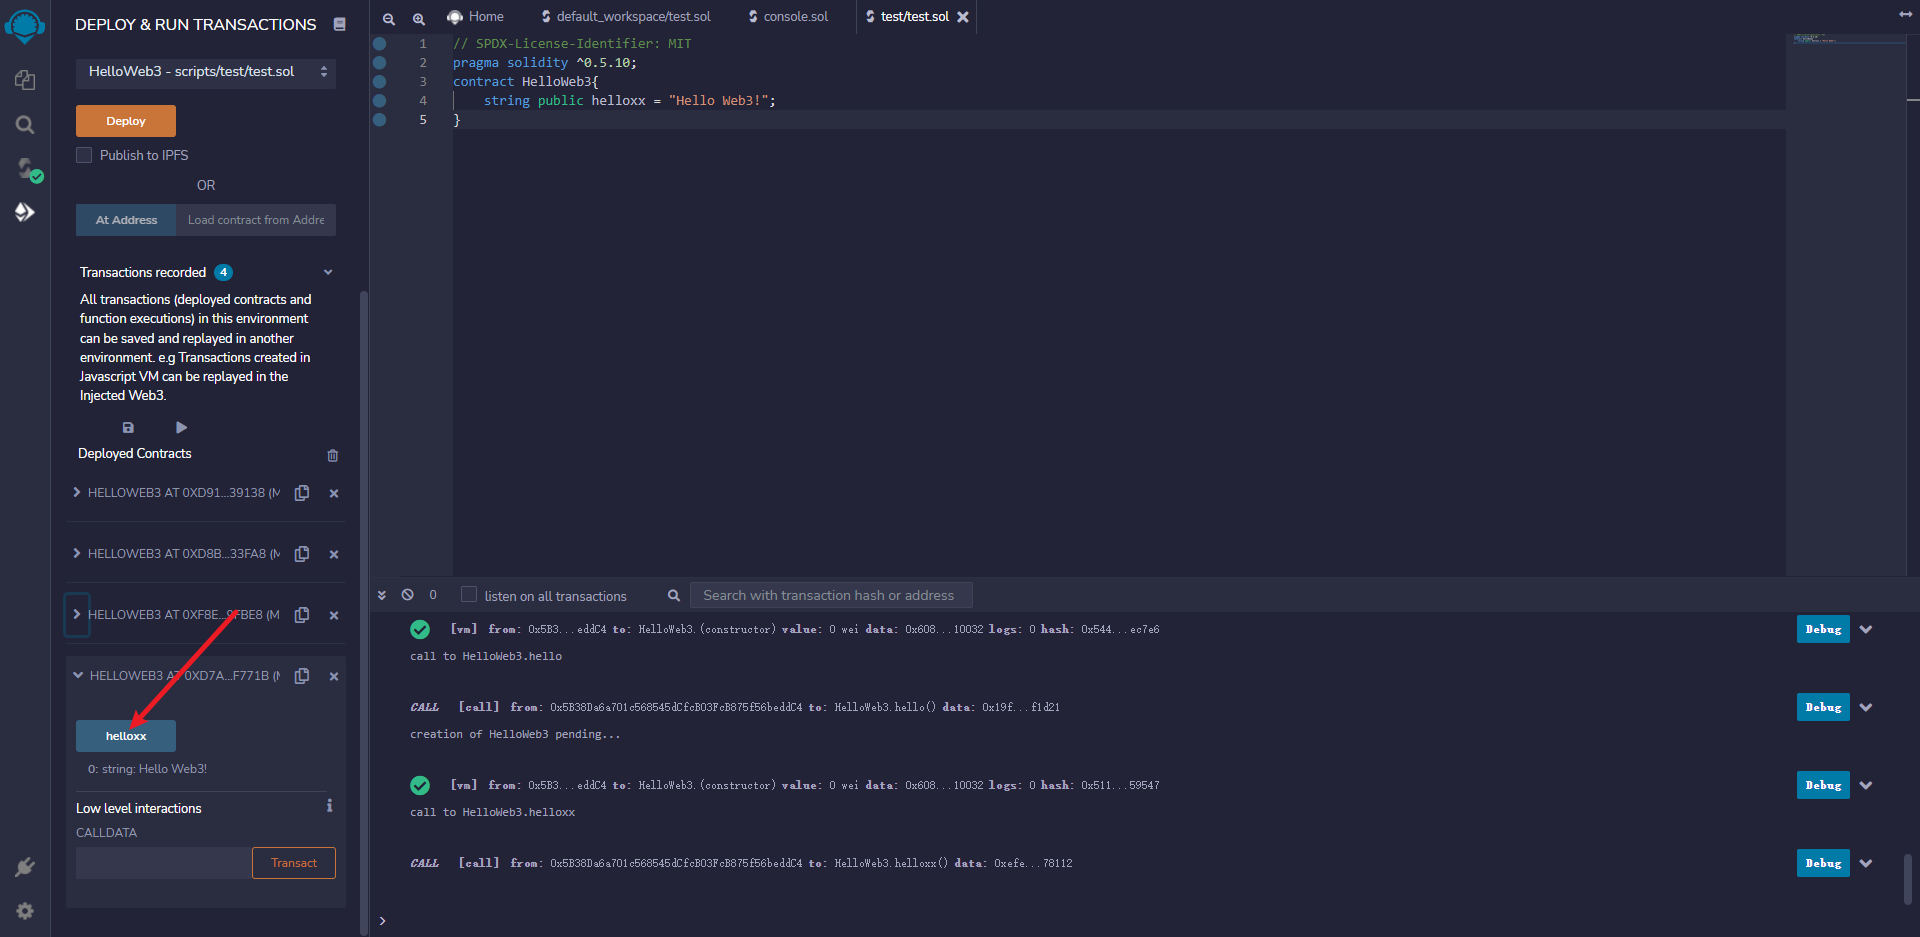 DEPLOY & RUN TRANSACTIONS
HelloWeb3 - scripts/test/test.sol
Deploy
Publish to IPFS
OR
At Address
Load contract from Addre
Transactions recorded 4
All transactions (deployed contracts and
function executions) in this environment
can be saved and replayed in another
environment. e.g Transactions created in
Javascript VM can be replayed in the
Injected Web3.
Deployed Contracts
HELLOWEB3 AT 0XD91...39138 (M
HELLOWEB3 AT 0XD8B...33FA8 (M
HELLOWEB3 AT 0XF8E...9FBE8 (M
HELLOWEB3 AT 0XD7A...F771B (M
helloxx
0: string: Hello Web3!
Low level interactions
CALLDATA
Transact
Home
default_workspace/test.sol
console.sol
test/test.sol
1 // SPDX-License-Identifier: MIT
2 pragma solidity ^0.5.10;
3 contract HelloWeb3{
4 string public helloxx = "Hello Web3!";
5 }
0
listen on all transactions
Search with transaction hash or address
[vm] from: 0x5B3...eddC4 to: HelloWeb3.(constructor) value: 0 wei data: 0x608...10032 logs: 0 hash: 0x544...ec7e6
Debug
call to HelloWeb3.hello
CALL [call] from: 0x5B38Da6a701c568545dCfcB03FcB875f56beddC4 to: HelloWeb3.hello() data: 0x19f...f1d21
Debug
creation of HelloWeb3 pending...
[vm] from: 0x5B3...eddC4 to: HelloWeb3.(constructor) value: 0 wei data: 0x608...10032 logs: 0 hash: 0x511...59547
Debug
call to HelloWeb3.helloxx
CALL [call] from: 0x5B38Da6a701c568545dCfcB03FcB875f56beddC4 to: HelloWeb3.helloxx() data: 0xefe...78112
Debug
>